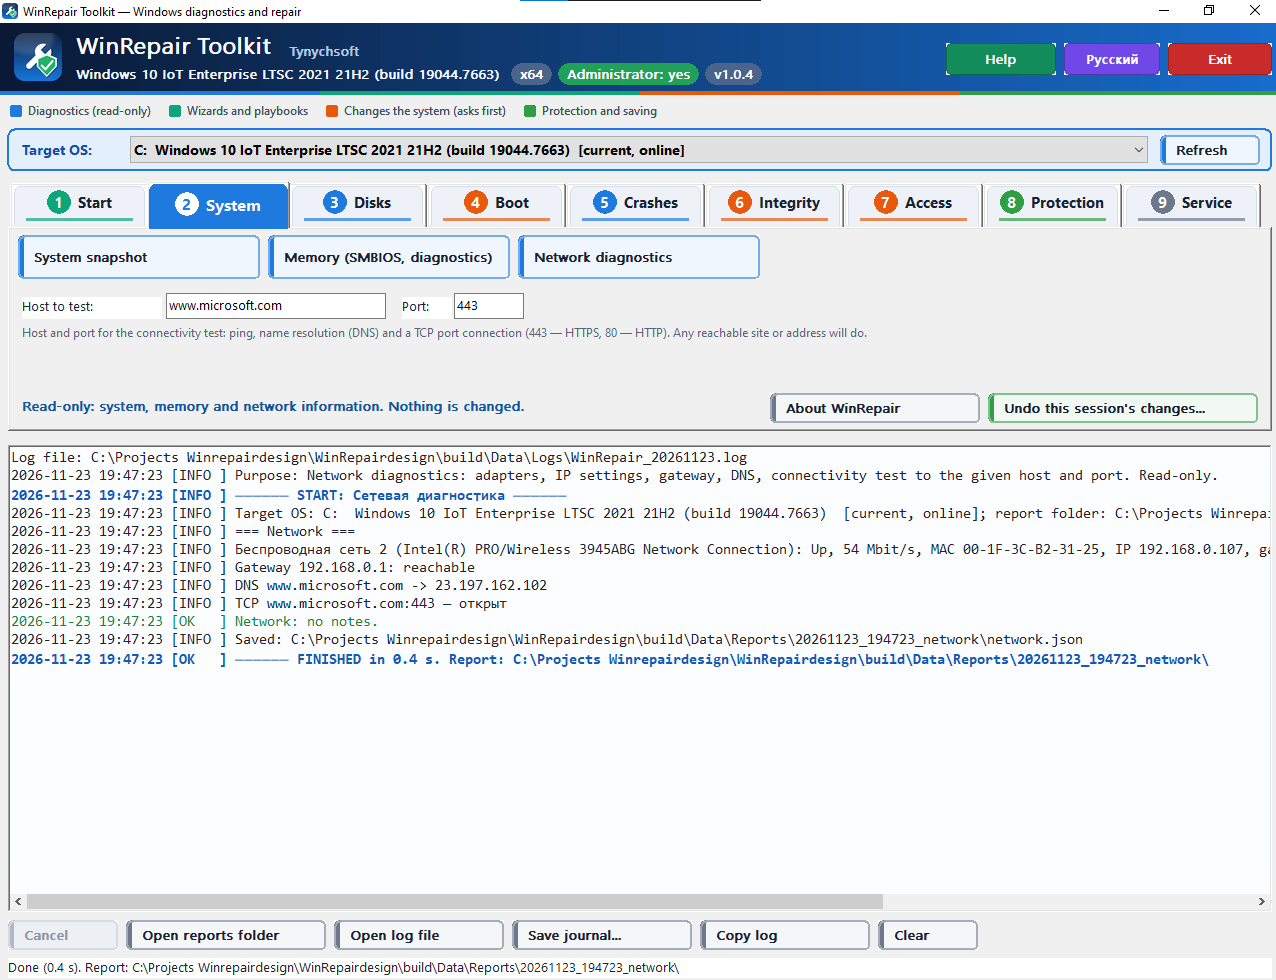 WinRepair Toolkit — Windows diagnostics and repair
WinRepair Toolkit Tynychsoft
Windows 10 IoT Enterprise LTSC 2021 21H2 (build 19044.7663) x64 Administrator: yes v1.0.4
Help Русский Exit
Diagnostics (read-only) Wizards and playbooks Changes the system (asks first) Protection and saving
Target OS: C: Windows 10 IoT Enterprise LTSC 2021 21H2 (build 19044.7663) [current, online] Refresh
1 Start 2 System 3 Disks 4 Boot 5 Crashes 6 Integrity 7 Access 8 Protection 9 Service
System snapshot Memory (SMBIOS, diagnostics) Network diagnostics
Host to test: www.microsoft.com Port: 443
Host and port for the connectivity test: ping, name resolution (DNS) and a TCP port connection (443 — HTTPS, 80 — HTTP). Any reachable site or address will do.
Read-only: system, memory and network information. Nothing is changed. About WinRepair Undo this session's changes...
Log file: C:\Projects Winrepairdesign\WinRepairdesign\build\Data\Logs\WinRepair_20261123.log
2026-11-23 19:47:23 [INFO ] Purpose: Network diagnostics: adapters, IP settings, gateway, DNS, connectivity test to the given host and port. Read-only.
2026-11-23 19:47:23 [INFO ] —————— START: Сетевая диагностика ——————
2026-11-23 19:47:23 [INFO ] Target OS: C: Windows 10 IoT Enterprise LTSC 2021 21H2 (build 19044.7663) [current, online]; report folder: C:\Projects Winrepai
2026-11-23 19:47:23 [INFO ] === Network ===
2026-11-23 19:47:23 [INFO ] Беспроводная сеть 2 (Intel(R) PRO/Wireless 3945ABG Network Connection): Up, 54 Mbit/s, MAC 00-1F-3C-B2-31-25, IP 192.168.0.107, ga
2026-11-23 19:47:23 [INFO ] Gateway 192.168.0.1: reachable
2026-11-23 19:47:23 [INFO ] DNS www.microsoft.com -> 23.197.162.102
2026-11-23 19:47:23 [INFO ] TCP www.microsoft.com:443 — открыт
2026-11-23 19:47:23 [OK ] Network: no notes.
2026-11-23 19:47:23 [INFO ] Saved: C:\Projects Winrepairdesign\WinRepairdesign\build\Data\Reports\20261123_194723_network\network.json
2026-11-23 19:47:23 [OK ] —————— FINISHED in 0.4 s. Report: C:\Projects Winrepairdesign\WinRepairdesign\build\Data\Reports\20261123_194723_network\
Cancel Open reports folder Open log file Save journal... Copy log Clear
Done (0.4 s). Report: C:\Projects Winrepairdesign\WinRepairdesign\build\Data\Reports\20261123_194723_network\